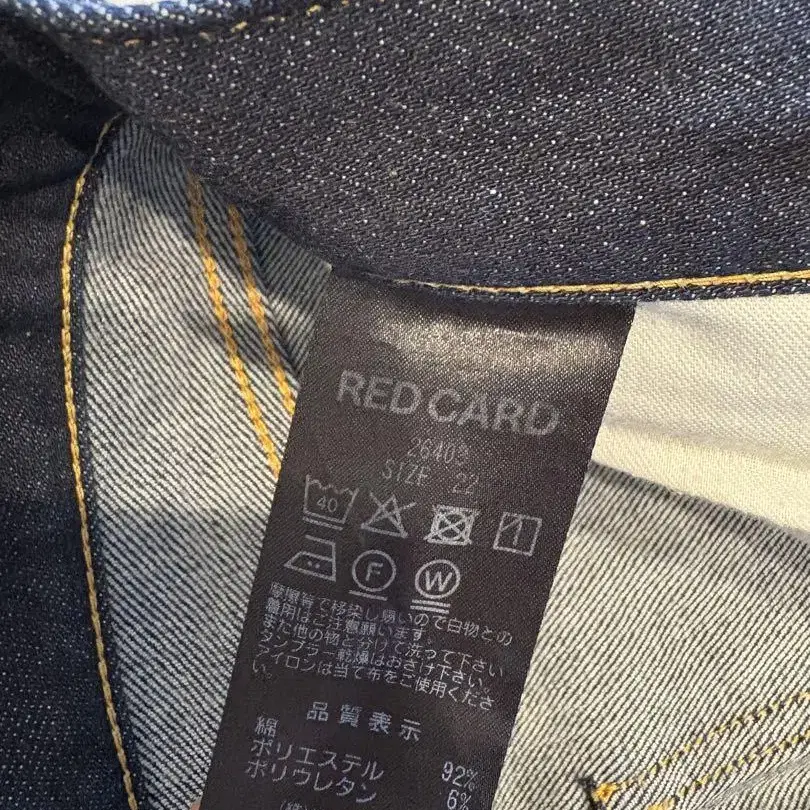 RED CARD
26403
SIZE 22
40
F
W
摩擦等で移染し易いので白物との
着用はご注意願います。
また他の物と分けて洗って下さい
タンブラー乾燥はおさけ下さい。
アイロンは当て布をご使用くださ
い。
品質表示
綿 92%
ポリエステル 6%
ポリウレタン